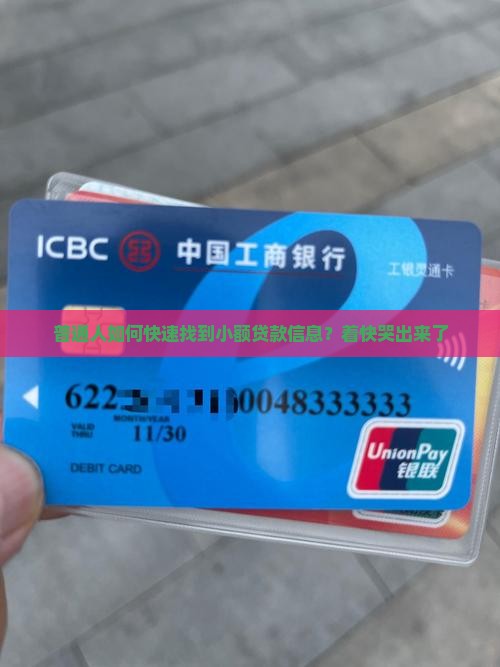 ICBC 中国工商银行
工银灵通卡
普通人如何快速找到小额贷款信息？着快哭出来了
622 0048333333
MONTH/YEAR
VALID THRU 11/30
DEBIT CARD
UnionPay
银联